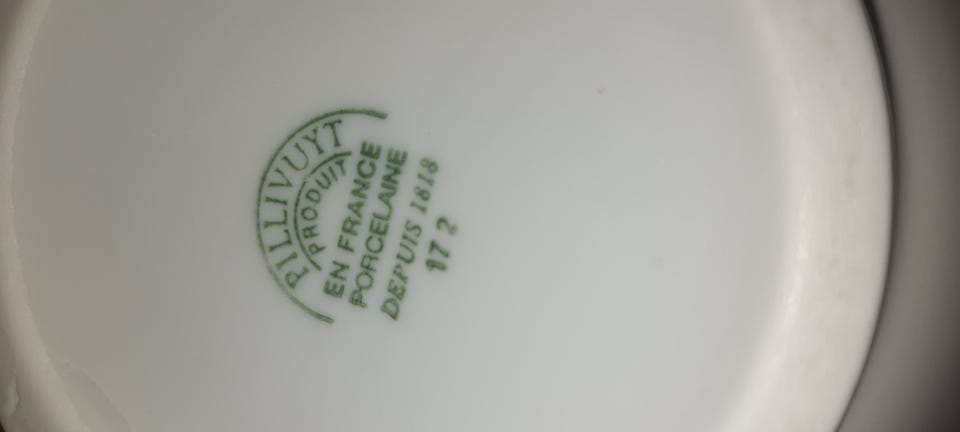 PILLIVUYT
PRODUIT
EN FRANCE
PORCELAINE
DEPUIS 1818
17 2